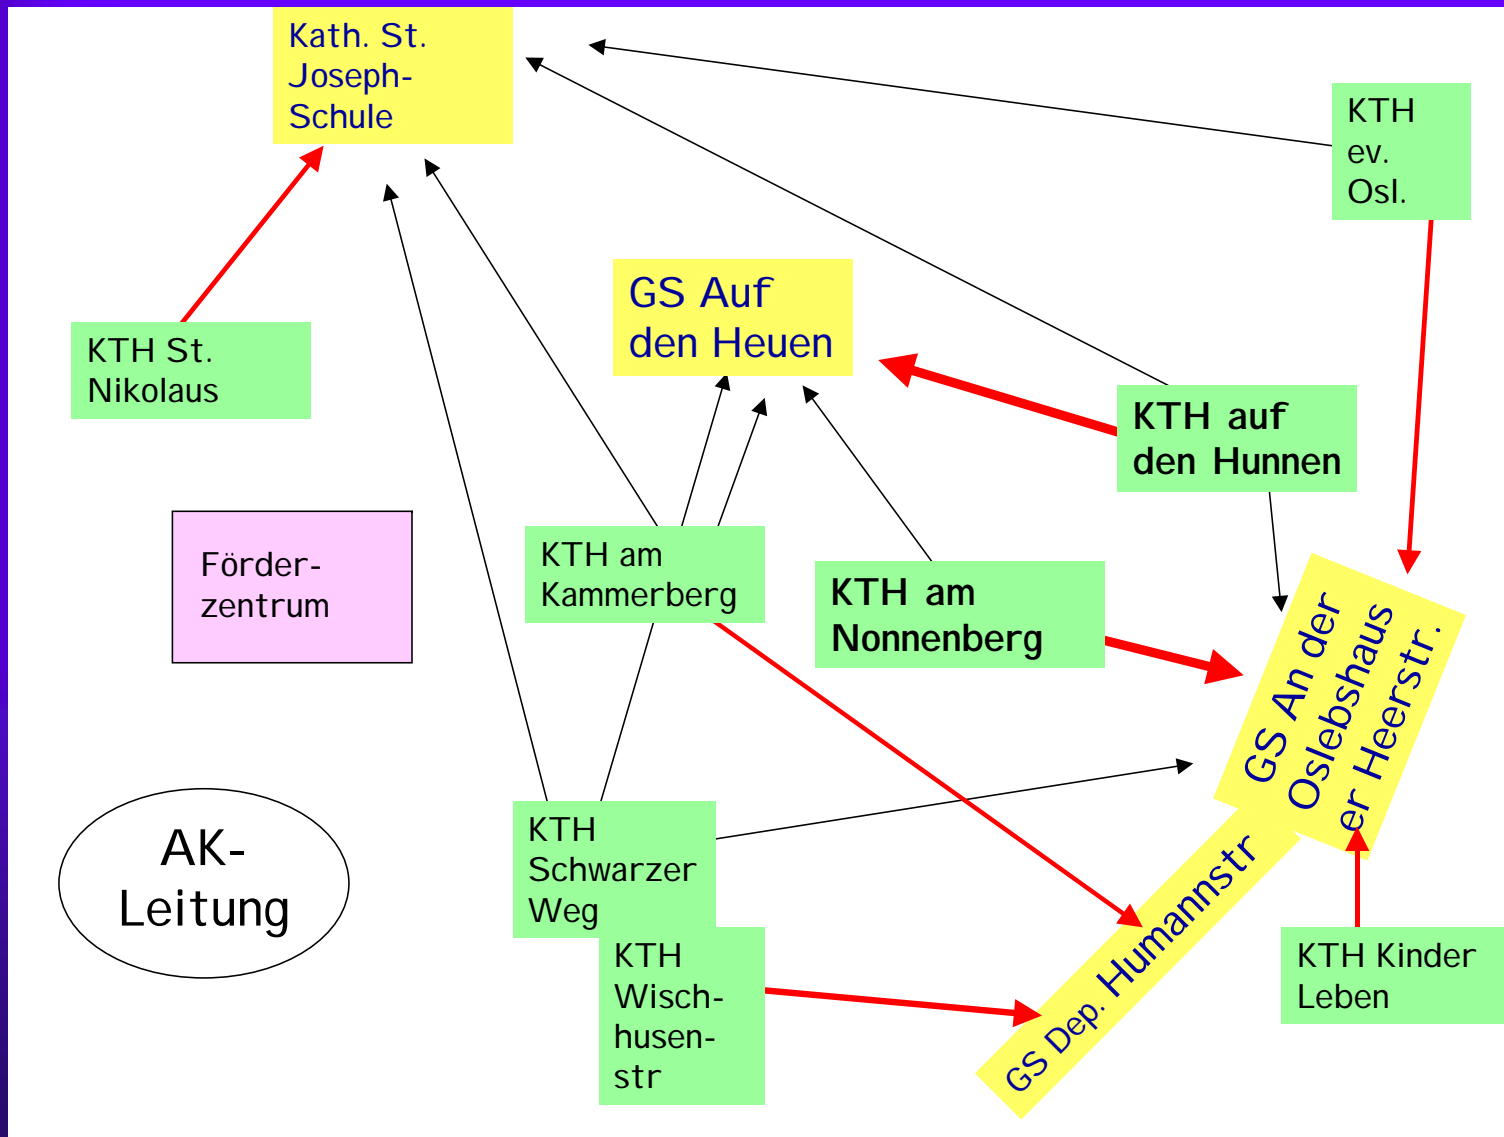 Kath. St.
Joseph-
Schule
KTH
ev.
Osl.
GS Auf
den Heuen
KTH St.
Nikolaus
KTH auf
den Hunnen
Förder-
zentrum
KTH am
Kammerberg
KTH am
Nonnenberg
GS An der
Oslebshaus
er Heerstr.
AK-
Leitung
KTH
Schwarzer
Weg
KTH
Wisch-
husen-
str
GS Dep. Humannstr
KTH Kinder
Leben